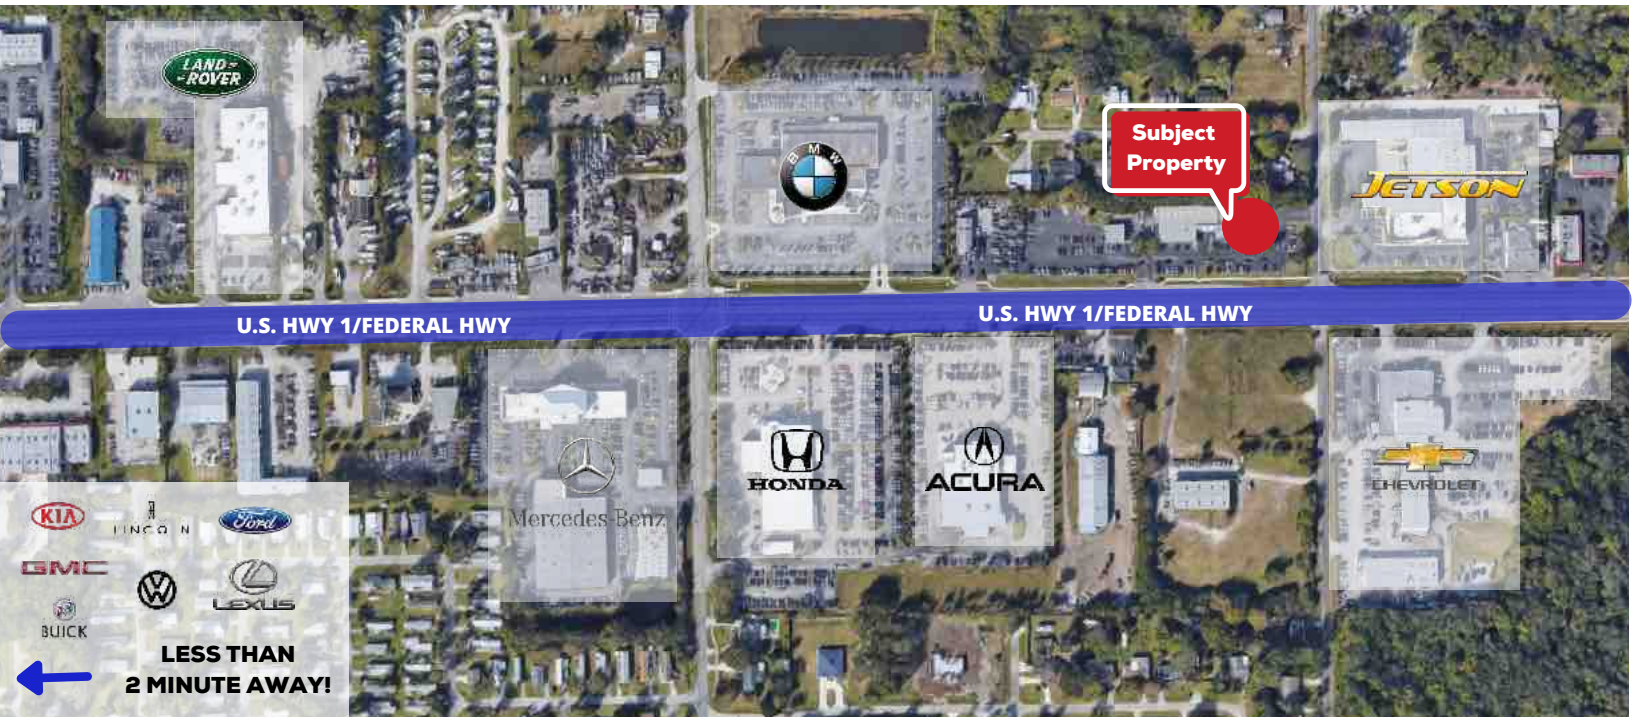 LAND-
-ROVER
BMW
Subject
Property
JETSON
U.S. HWY 1/FEDERAL HWY
U.S. HWY 1/FEDERAL HWY
Mercedes-Benz
HONDA
ACURA
CHEVROLET
KIA
LINCOLN
Ford
GMC
VW
LEXUS
BUICK
LESS THAN
2 MINUTE AWAY!